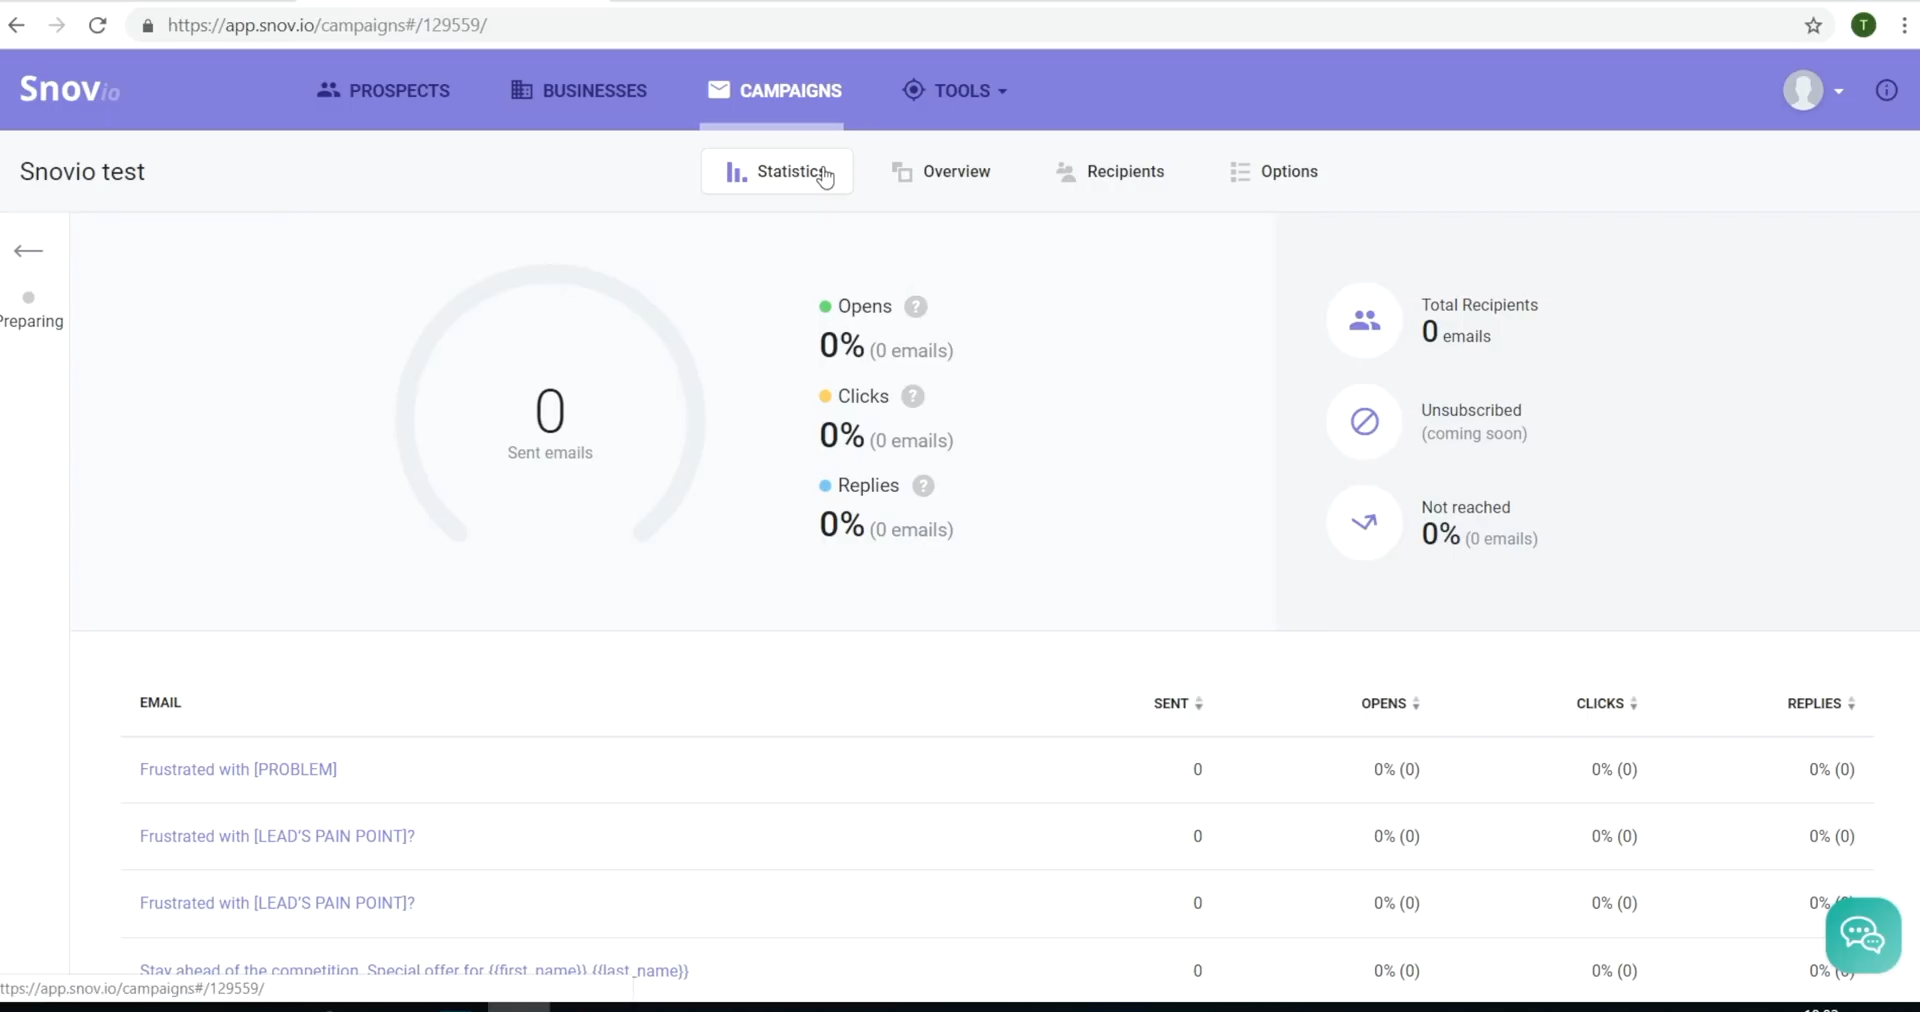 https://app.snov.io/campaigns#/129559/
T
Snovio
PROSPECTS
BUSINESSES
CAMPAIGNS
TOOLS
Snovio test
Statistics
Overview
Recipients
Options
Preparing
0
Sent emails
Opens ?
0% (0 emails)
Clicks ?
0% (0 emails)
Replies ?
0% (0 emails)
Total Recipients
0 emails
Unsubscribed
(coming soon)
Not reached
0% (0 emails)
EMAIL SENT OPENS CLICKS REPLIES
Frustrated with [PROBLEM] 0 0% (0) 0% (0) 0% (0)
Frustrated with [LEAD'S PAIN POINT]? 0 0% (0) 0% (0) 0% (0)
Frustrated with [LEAD'S PAIN POINT]? 0 0% (0) 0% (0) 0%
Stay ahead of the competition. Special offer for {{first_name}} {{last_name}} 0 0% (0) 0% (0) 0%
ttps://app.snov.io/campaigns#/129559/